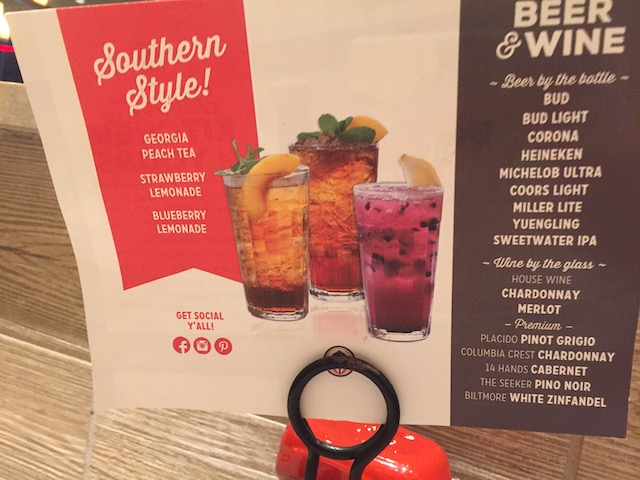 Southern
Style!
GEORGIA
PEACH TEA
STRAWBERRY
LEMONADE
BLUEBERRY
LEMONADE
GET SOCIAL
Y'ALL!
BEER
& WINE
~ Beer by the bottle ~
BUD
BUD LIGHT
CORONA
HEINEKEN
MICHELOB ULTRA
COORS LIGHT
MILLER LITE
YUENGLING
SWEETWATER IPA
~ Wine by the glass ~
HOUSE WINE
CHARDONNAY
MERLOT
– Premium –
PLACIDO PINOT GRIGIO
COLUMBIA CREST CHARDONNAY
14 HANDS CABERNET
THE SEEKER PINO NOIR
BILTMORE WHITE ZINFANDEL